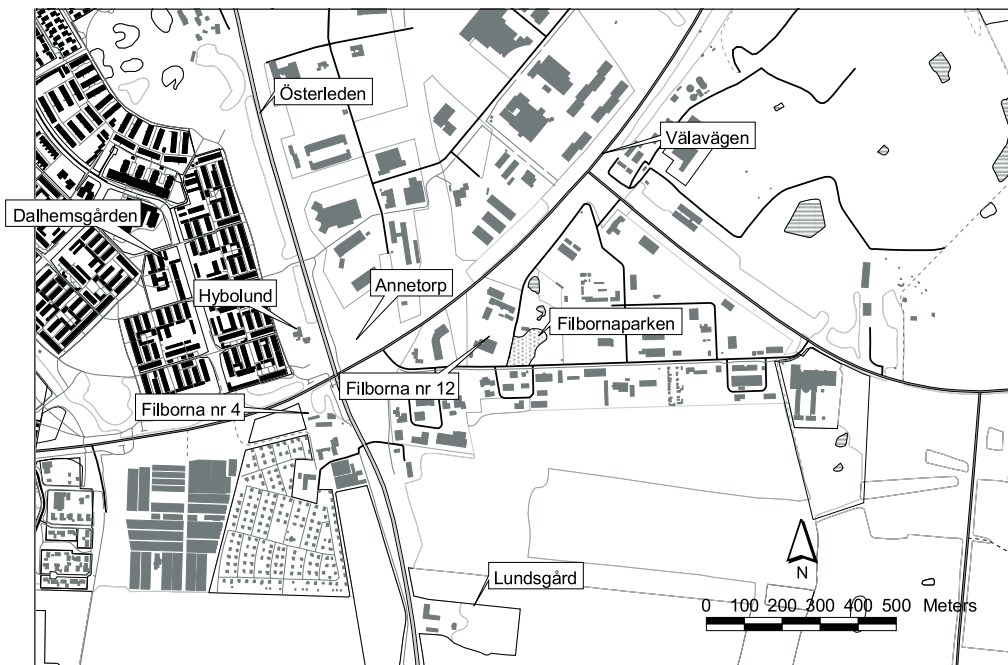 Österleden
Välavägen
Dalhemsgården
Hybolund
Annetorp
Filbornaparken
Filborna nr 12
Filborna nr 4
N
Lundsgård
0 100 200 300 400 500 Meters